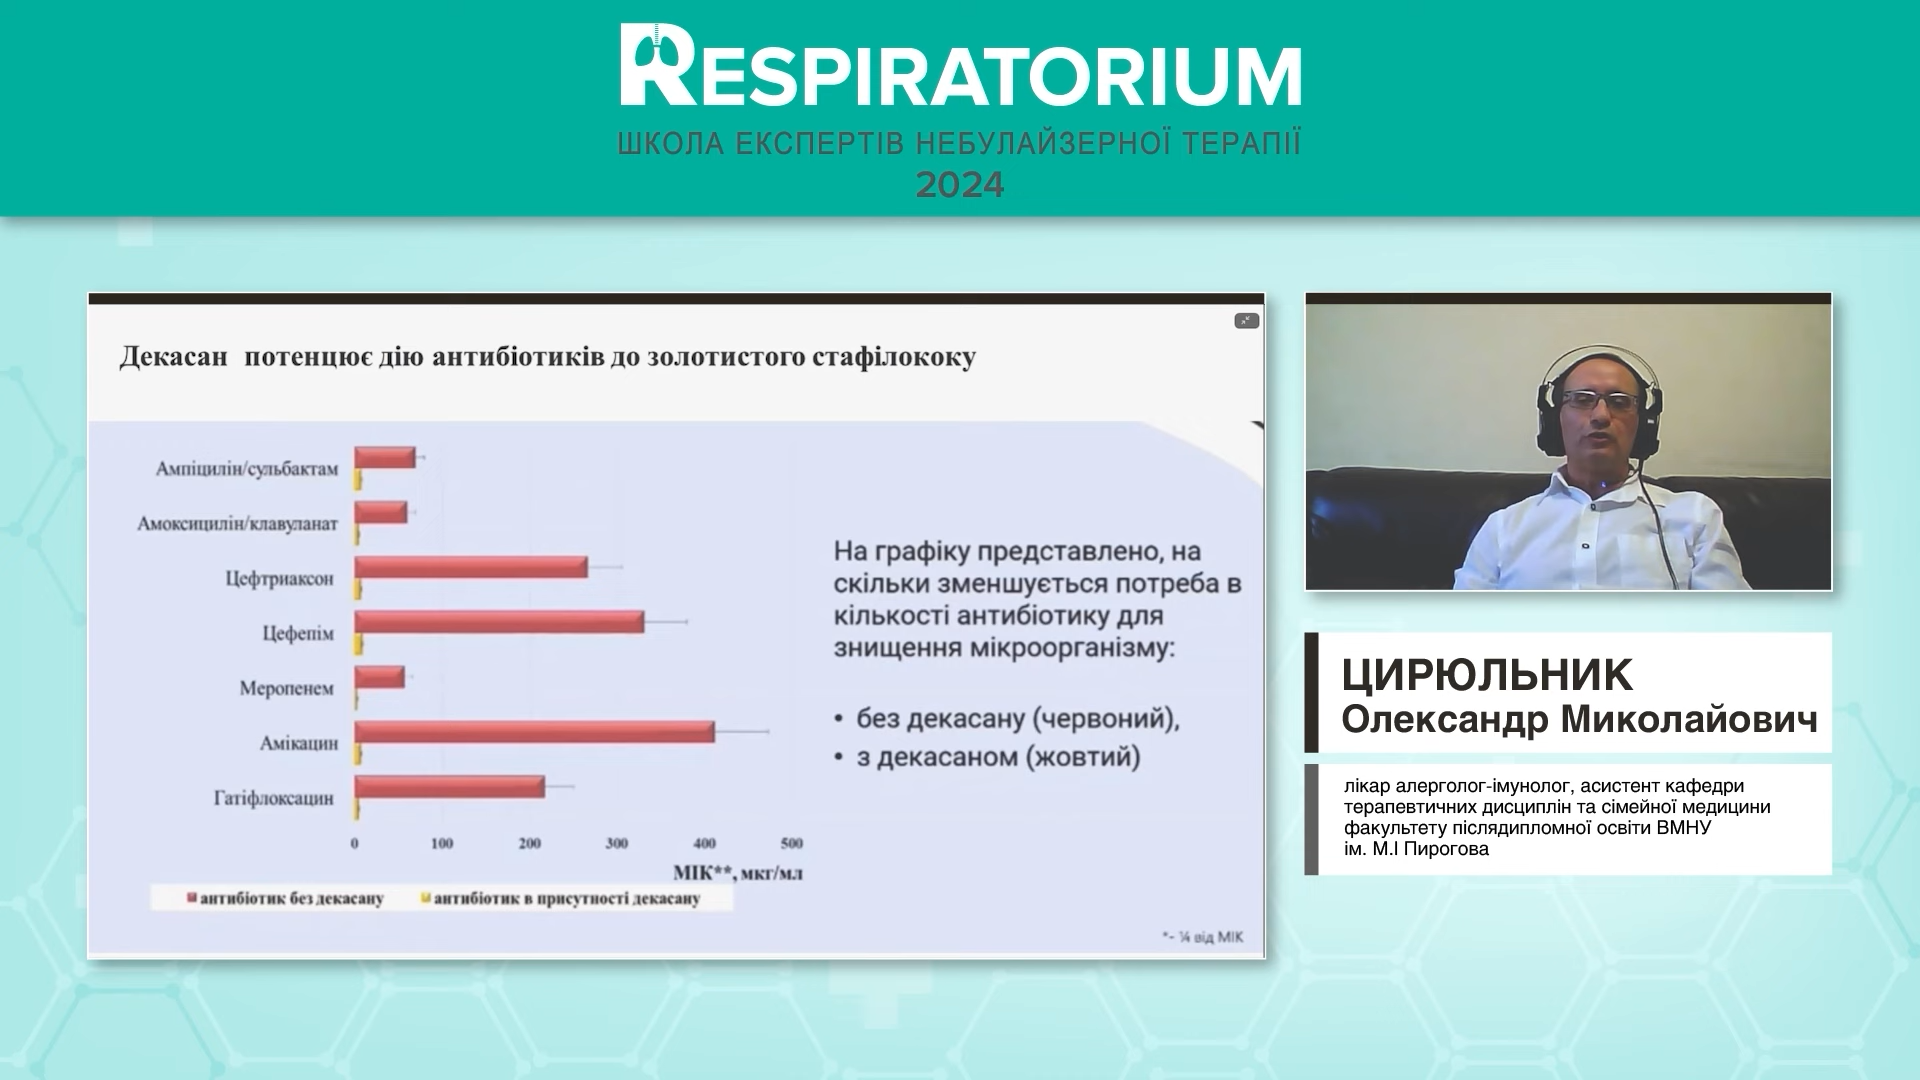 RESPIRATORIUM
ШКОЛА ЕКСПЕРТІВ НЕБУЛАЙЗЕРНОЇ ТЕРАПІЇ
2024
Декасан потенцює дію антибіотиків до золотистого стафілококу
Ампіцилін/сульбактам
Амоксицилін/клавуланат
Цефтриаксон
Цефепім
Меропенем
Амікацин
Гатіфлоксацин
0 100 200 300 400 500
МІК**, мкг/мл
антибіотик без декасану антибіотик в присутності декасану
На графіку представлено, на
скільки зменшується потреба в
кількості антибіотику для
знищення мікроорганізму:
• без декасану (червоний),
• з декасаном (жовтий)
*- ¼ від МІК
ЦИРЮЛЬНИК
Олександр Миколайович
лікар алерголог-імунолог, асистент кафедри
терапевтичних дисциплін та сімейної медицини
факультету післядипломної освіти ВМНУ
ім. М.І Пирогова